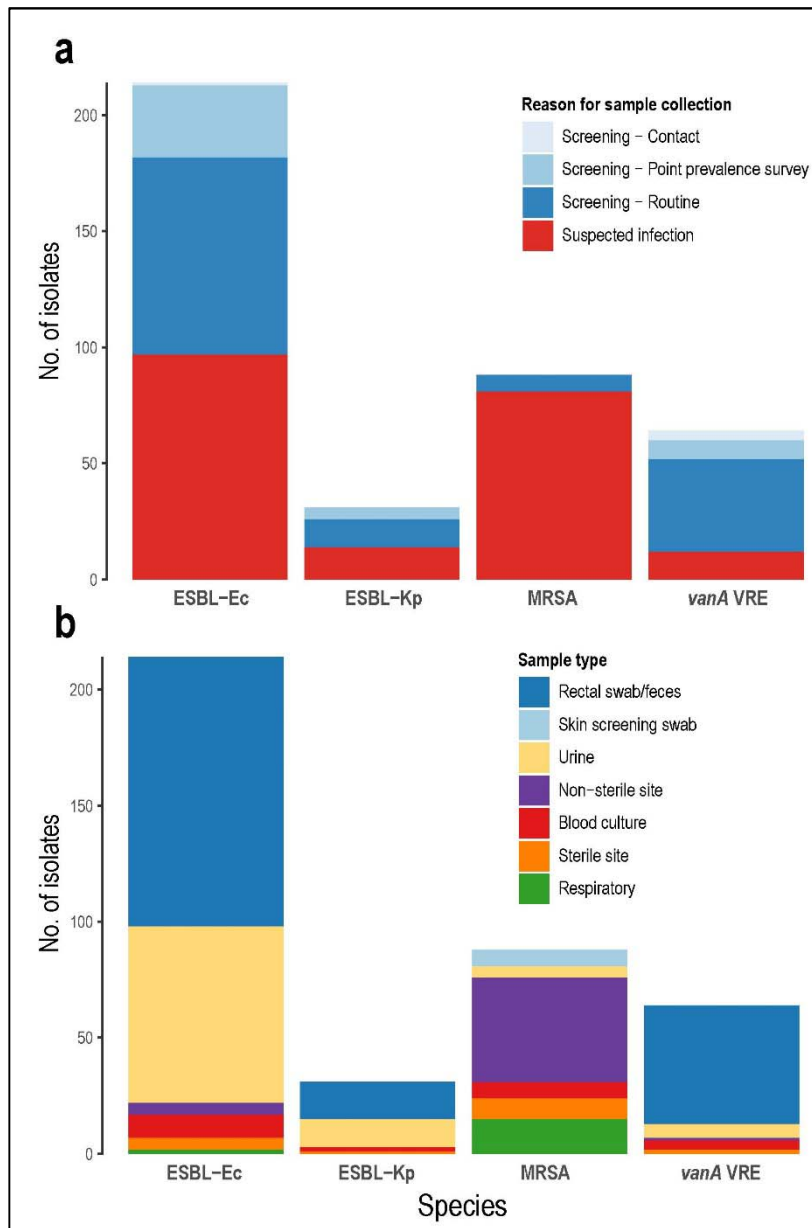 a
Reason for sample collection
Screening – Contact
Screening – Point prevalence survey
Screening – Routine
Suspected infection
No. of isolates
200
150
100
50
0
ESBL–Ec ESBL–Kp MRSA vanA VRE
b
Sample type
Rectal swab/feces
Skin screening swab
Urine
Non–sterile site
Blood culture
Sterile site
Respiratory
No. of isolates
200
150
100
50
0
ESBL–Ec ESBL–Kp MRSA vanA VRE
Species